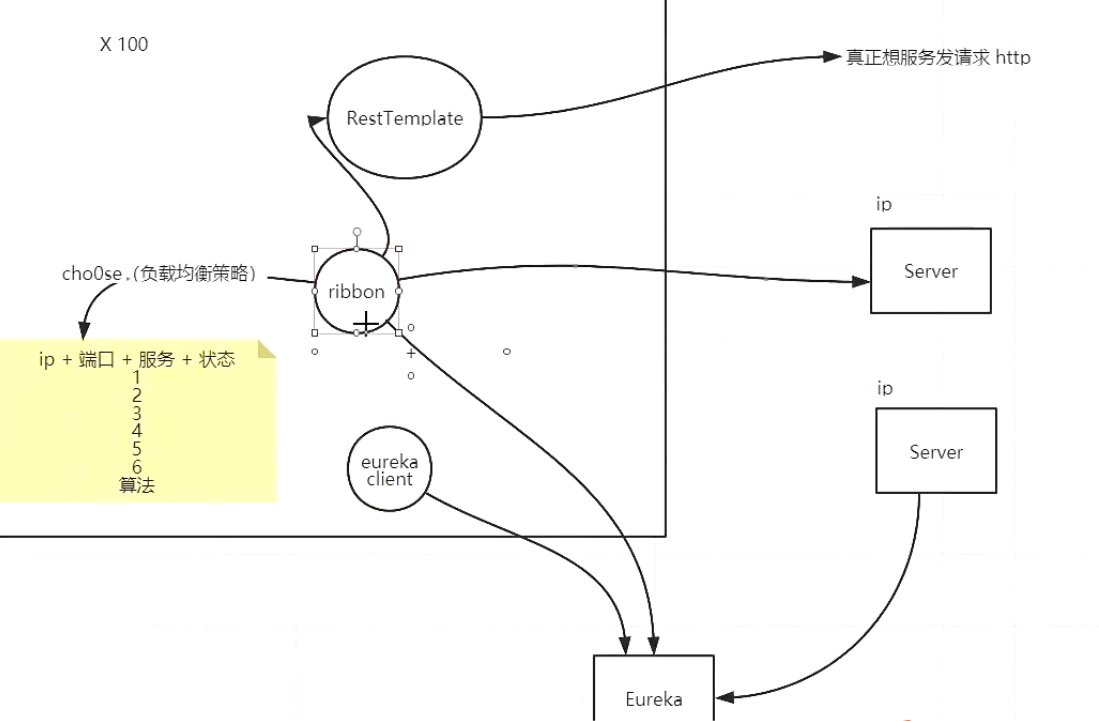 X 100
RestTemplate
真正想服务发请求 http
ip
Server
cho0se .(负载均衡策略)
ribbon
ip + 端口 + 服务 + 状态
1
2
3
4
5
6
算法
ip
Server
eureka
client
Eureka